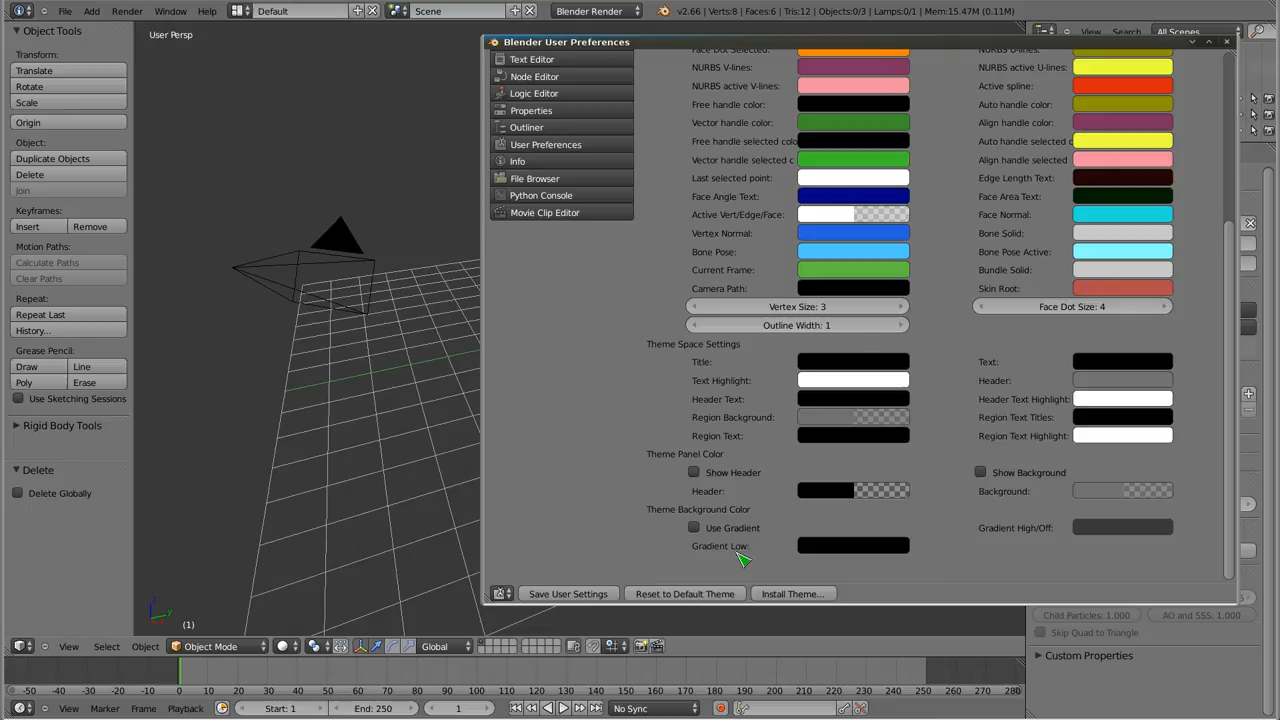 File Add Render Window Help Default Scene Blender Render v2.66 | Verts:8 | Faces:6 | Tris:12 | Objects:0/3 | Lamps:0/1 | Mem:15.47M (0.11M)
Object Tools
User Persp
View Search All Scenes
Transform:
Translate
Rotate
Scale
Origin
Object:
Duplicate Objects
Delete
Join
Keyframes:
Insert Remove
Motion Paths:
Calculate Paths
Clear Paths
Repeat:
Repeat Last
History...
Grease Pencil:
Draw Line
Poly Erase
Use Sketching Sessions
Rigid Body Tools
Delete
Delete Globally
Blender User Preferences
Text Editor
Node Editor
Logic Editor
Properties
Outliner
User Preferences
Info
File Browser
Python Console
Movie Clip Editor
Face Dot Selected: NURBS U-lines:
NURBS V-lines: NURBS active U-lines:
NURBS active V-lines: Active spline:
Free handle color: Auto handle color:
Vector handle color: Align handle color:
Free handle selected colo Auto handle selected c
Vector handle selected c Align handle selected
Last selected point: Edge Length Text:
Face Angle Text: Face Area Text:
Active Vert/Edge/Face: Face Normal:
Vertex Normal: Bone Solid:
Bone Pose: Bone Pose Active:
Current Frame: Bundle Solid:
Camera Path: Skin Root:
Vertex Size: 3 Face Dot Size: 4
Outline Width: 1
Theme Space Settings
Title: Text:
Text Highlight: Header:
Header Text: Header Text Highlight:
Region Background: Region Text Titles:
Region Text: Region Text Highlight:
Theme Panel Color
Show Header Show Background
Header: Background:
Theme Background Color
Use Gradient Gradient High/Off:
Gradient Low:
Save User Settings Reset to Default Theme Install Theme...
Child Particles: 1.000 AO and SSS: 1.000
Skip Quad to Triangle
Custom Properties
z
y
(1)
View Select Object Object Mode Global
-50 -40 -30 -20 -10 0 10 20 30 40 50 60 70 80 90 100 110 120 130 140 150 160 170 180 190 200 210 220 230 240 250 260 270 280
View Marker Frame Playback Start: 1 End: 250 1 No Sync